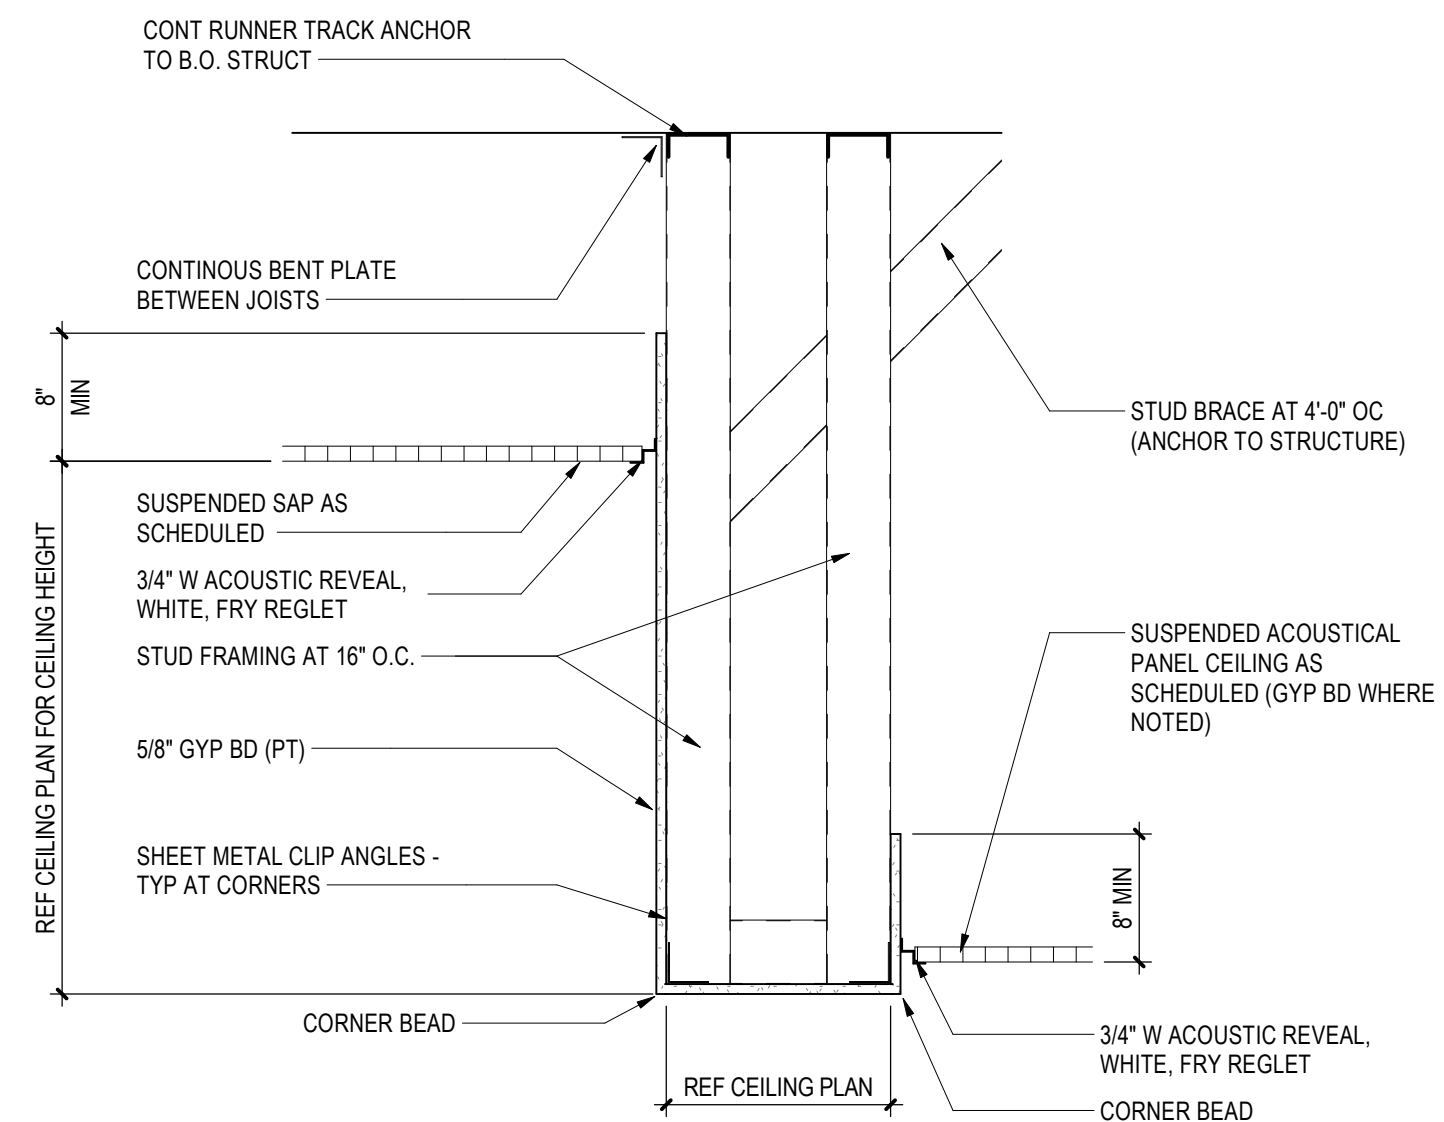 CONT RUNNER TRACK ANCHOR
TO B.O. STRUCT
CONTINOUS BENT PLATE
BETWEEN JOISTS
8"
MIN
STUD BRACE AT 4'-0" OC
(ANCHOR TO STRUCTURE)
SUSPENDED SAP AS
SCHEDULED
3/4" W ACOUSTIC REVEAL,
WHITE, FRY REGLET
REF CEILING PLAN FOR CEILING HEIGHT
STUD FRAMING AT 16" O.C.
SUSPENDED ACOUSTICAL
PANEL CEILING AS
SCHEDULED (GYP BD WHERE
NOTED)
5/8" GYP BD (PT)
SHEET METAL CLIP ANGLES -
TYP AT CORNERS
8" MIN
CORNER BEAD
3/4" W ACOUSTIC REVEAL,
WHITE, FRY REGLET
REF CEILING PLAN
CORNER BEAD